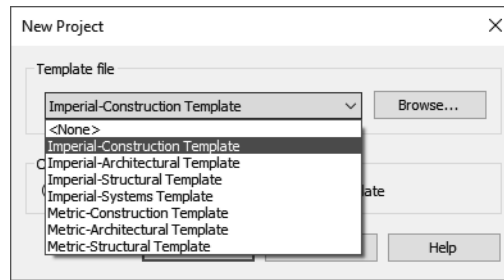 New Project
Template file
Imperial-Construction Template
Browse...
<None>
Imperial-Construction Template
Imperial-Architectural Template
Imperial-Structural Template
Imperial-Systems Template
Metric-Construction Template
Metric-Architectural Template
Metric-Structural Template
Help